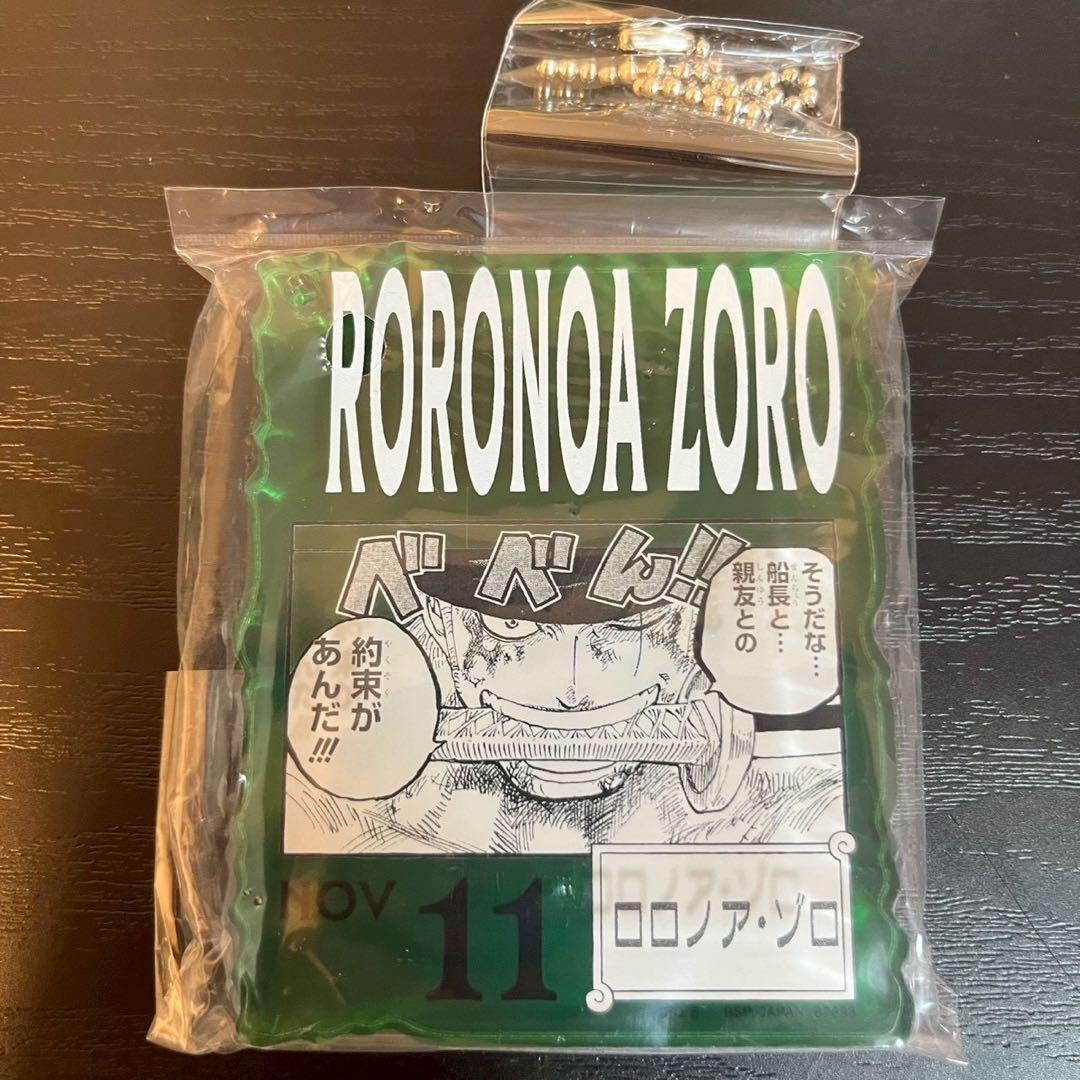 RORONOA ZORO
べべん!!
そうだな…
船長と…
親友との
約束が
あんだ!!!
NOV 11
ロロノア・ゾロ